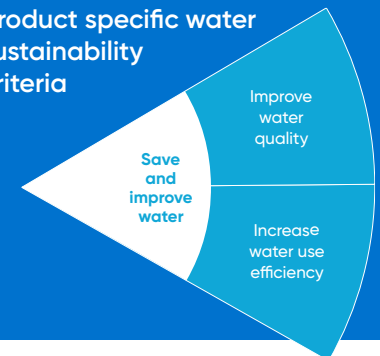 roduct specific water
ustainability
riteria
Improve
water
quality
Save
and
improve
water
Increase
water use
efficiency